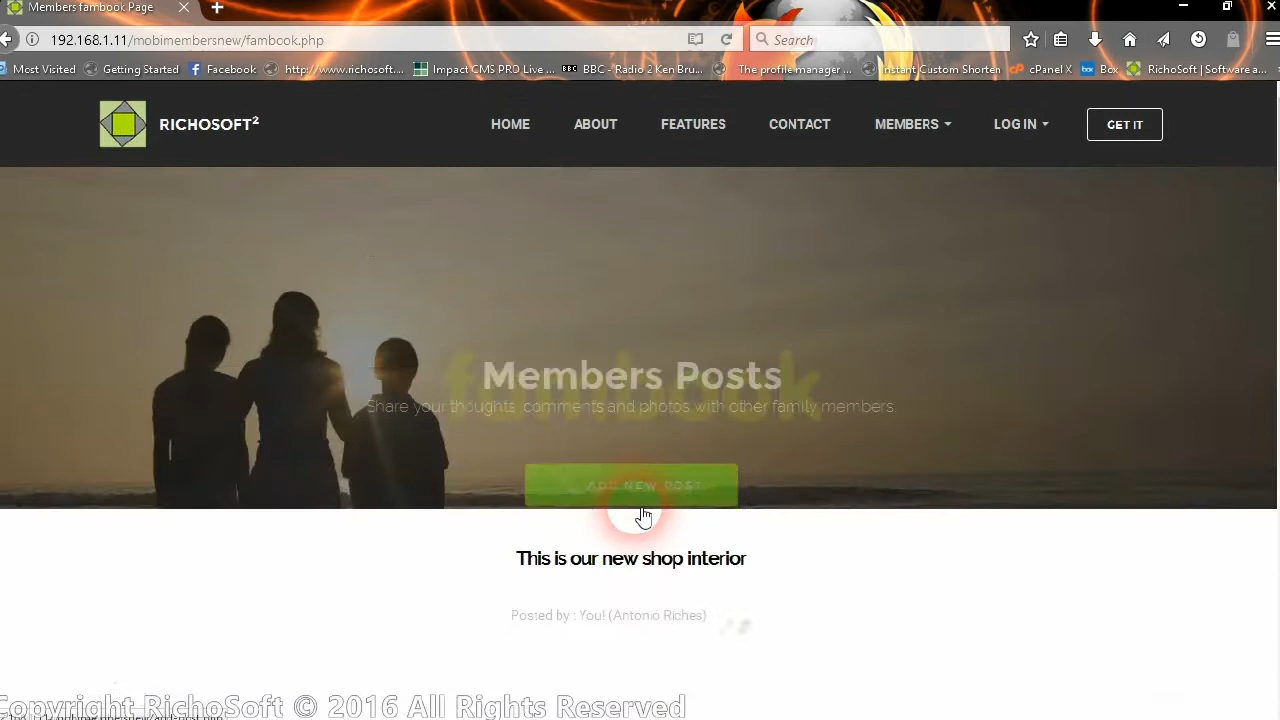 Members fambook Page
192.168.1.11/mobimembersnew/fambook.php
Search
Most Visited
Getting Started
Facebook
http://www.richosoft....
Impact CMS PRO Live ...
BBC - Radio 2 Ken Bru...
The profile manager ...
Instant Custom Shorten
cPanel X
Box
RichoSoft | Software a...
RICHOSOFT²
HOME
ABOUT
FEATURES
CONTACT
MEMBERS
LOG IN
GET IT
fambook
Members Posts
Share your thoughts, comments and photos with other family members.
ADD NEW POST
This is our new shop interior
Posted by : You! (Antonio Riches)
Copyright RichoSoft © 2016 All Rights Reserved